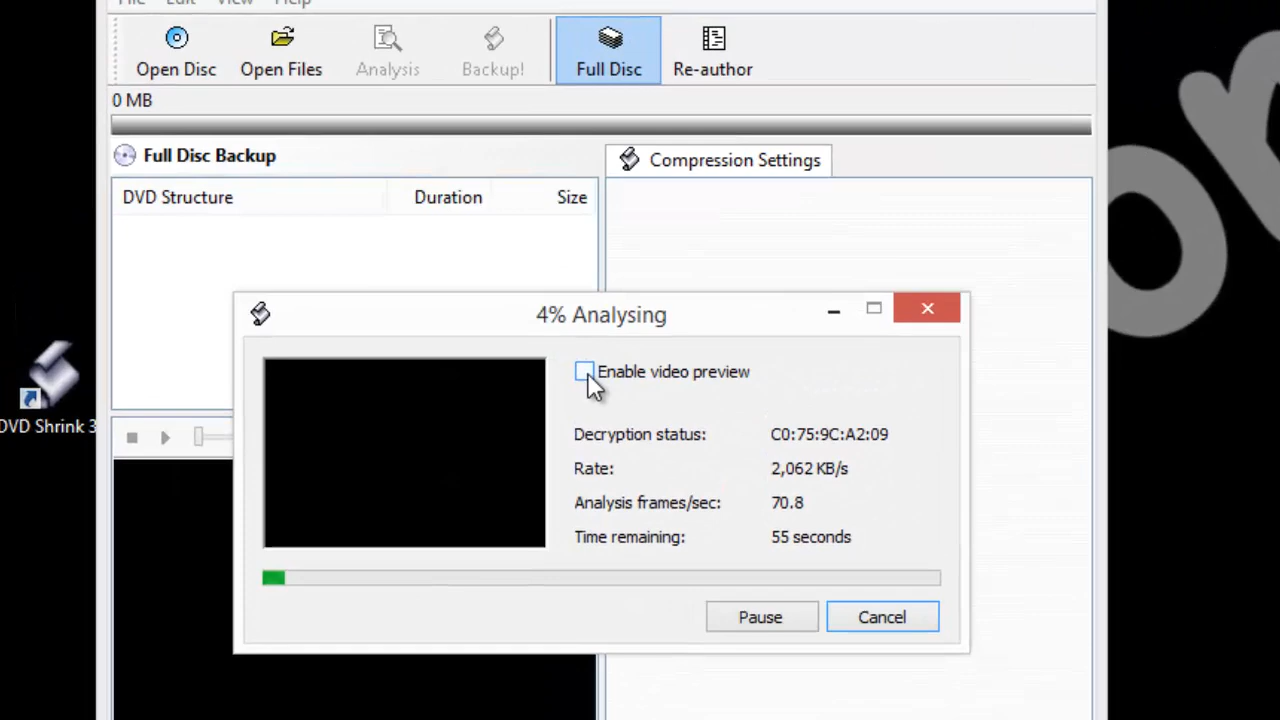 File Edit View Help
Open Disc Open Files Analysis Backup! Full Disc Re-author
0 MB
Full Disc Backup
Compression Settings
DVD Structure Duration Size
4% Analysing
Enable video preview
Decryption status: C0:75:9C:A2:09
Rate: 2,062 KB/s
Analysis frames/sec: 70.8
Time remaining: 55 seconds
Pause Cancel
DVD Shrink 3
or